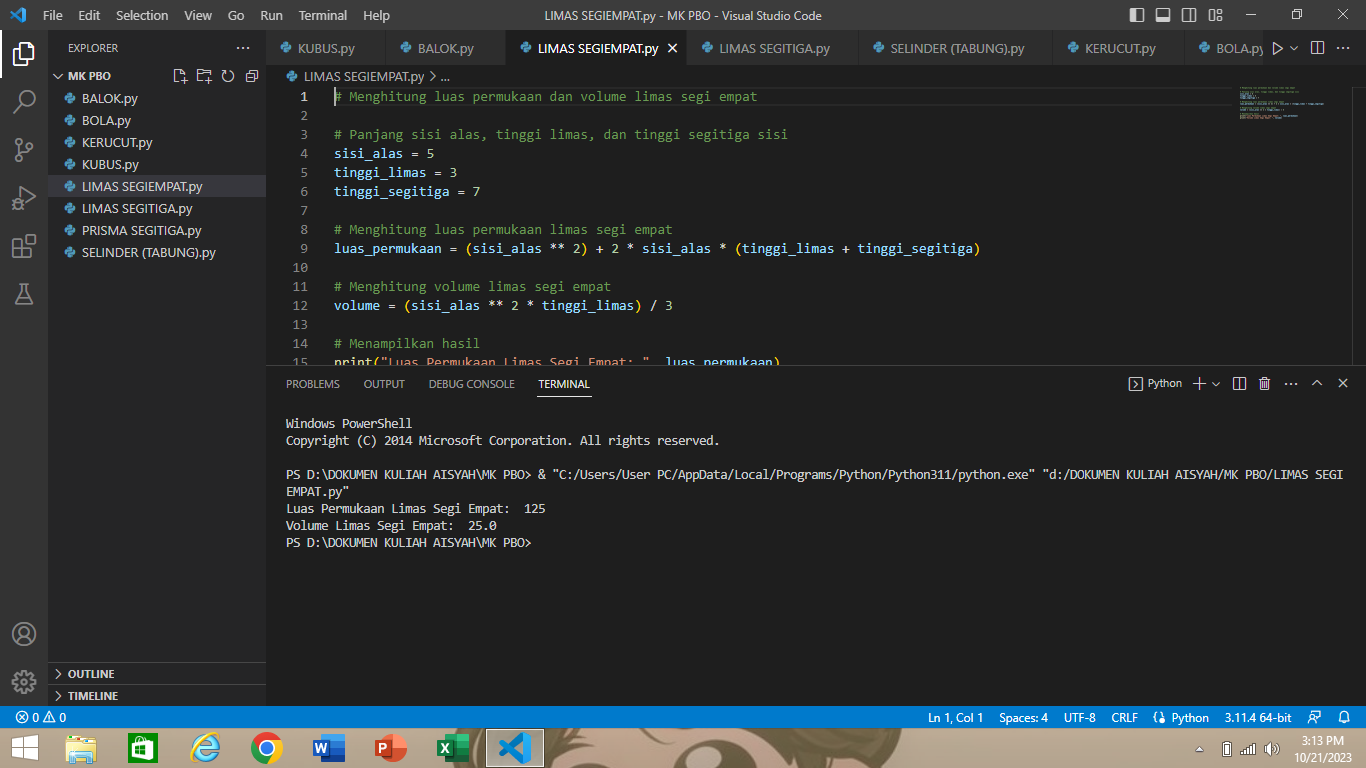 File Edit Selection View Go Run Terminal Help
LIMAS SEGIEMPAT.py - MK PBO - Visual Studio Code
EXPLORER
MK PBO
BALOK.py
BOLA.py
KERUCUT.py
KUBUS.py
LIMAS SEGIEMPAT.py
LIMAS SEGITIGA.py
PRISMA SEGITIGA.py
SELINDER (TABUNG).py
OUTLINE
TIMELINE
KUBUS.py BALOK.py LIMAS SEGIEMPAT.py LIMAS SEGITIGA.py SELINDER (TABUNG).py KERUCUT.py BOLA.py
LIMAS SEGIEMPAT.py > ...
1 # Menghitung luas permukaan dan volume limas segi empat
2
3 # Panjang sisi alas, tinggi limas, dan tinggi segitiga sisi
4 sisi_alas = 5
5 tinggi_limas = 3
6 tinggi_segitiga = 7
7
8 # Menghitung luas permukaan limas segi empat
9 luas_permukaan = (sisi_alas ** 2) + 2 * sisi_alas * (tinggi_limas + tinggi_segitiga)
10
11 # Menghitung volume limas segi empat
12 volume = (sisi_alas ** 2 * tinggi_limas) / 3
13
14 # Menampilkan hasil
15 print("Luas Permukaan Limas Segi Empat: ", luas_permukaan)
PROBLEMS OUTPUT DEBUG CONSOLE TERMINAL
Python
Windows PowerShell
Copyright (C) 2014 Microsoft Corporation. All rights reserved.
PS D:\DOKUMEN KULIAH AISYAH\MK PBO> & "C:/Users/User PC/AppData/Local/Programs/Python/Python311/python.exe" "d:/DOKUMEN KULIAH AISYAH/MK PBO/LIMAS SEGI
EMPAT.py"
Luas Permukaan Limas Segi Empat:  125
Volume Limas Segi Empat:  25.0
PS D:\DOKUMEN KULIAH AISYAH\MK PBO>
0 0
Ln 1, Col 1 Spaces: 4 UTF-8 CRLF Python 3.11.4 64-bit
3:13 PM
10/21/2023